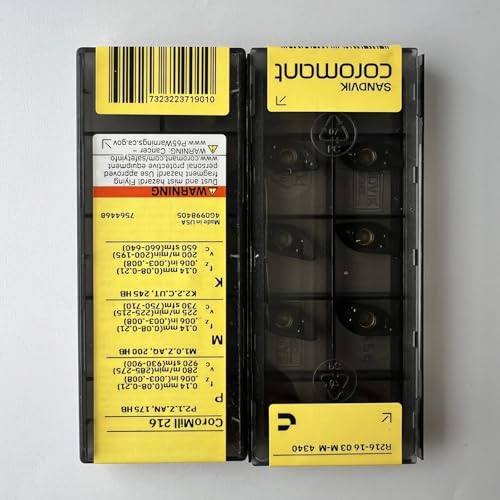 CoroMill 216
P2.1.Z.AN, 175 HB
P
0.14 mm(0.08-0.21)
f z .006 in(.003-.008)
v c 280 m/min(285-275)
920 sfm(930-900)
M1.0.Z.AQ, 200 HB
M
0.14 mm(0.08-0.21)
f z .006 in(.003-.008)
v c 225 m/min(225-215)
730 sfm(750-710)
K2.2.C.UT, 245 HB
K
0.14 mm(0.08-0.21)
f z .006 in(.003-.008)
v c 200 m/min(200-195)
650 sfm(660-640)
Made in USA
40098405 7564468
WARNING
Dust and mist hazard. Flying
fragment hazard. Use approved
personal protective equipment
www.coromant.com/safetyinfo
WARNING: Cancer –
www.P65Warnings.ca.gov
7323223719010
R216-16 03 M-M 4340
PC
PC
SANDVIK
coromant